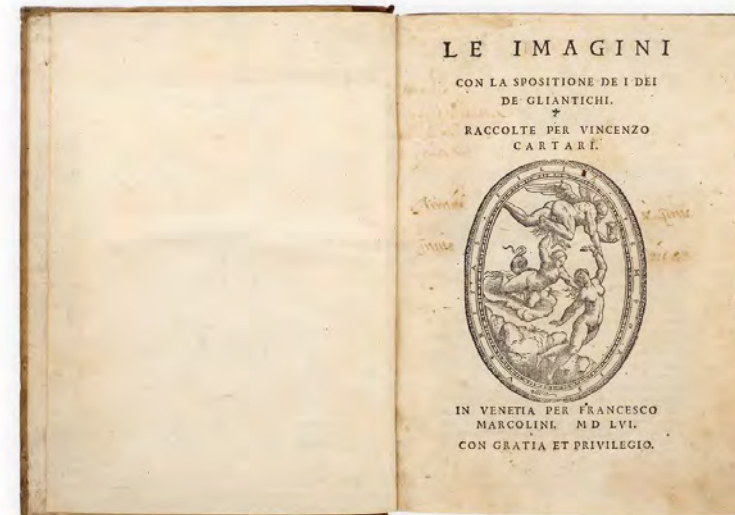 LE IMAGINI
CON LA SPOSITIONE DE I DEI
DE GLIANTICHI.
RACCOLTE PER VINCENZO
CARTARI.
IN VENETIA PER FRANCESCO
MARCOLINI. MD LVI.
CON GRATIA ET PRIVILEGIO.